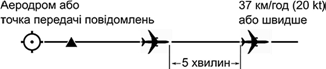 Аеродром або
точка передачі повідомлень
37 км/год (20 kt)
або швидше
5 хвилин